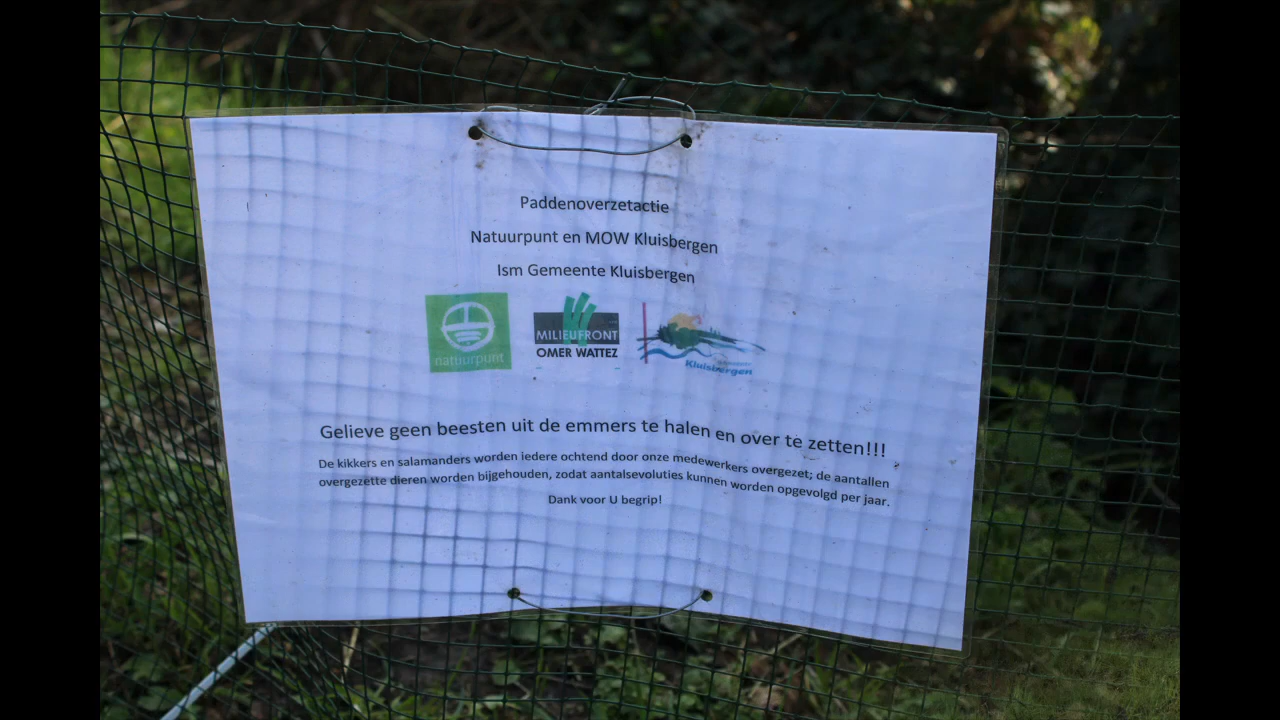 Paddenoverzetactie
Natuurpunt en MOW Kluisbergen
Ism Gemeente Kluisbergen
natuurpunt
MILIEUFRONT
OMER WATTEZ
Kluisbergen
Gelieve geen beesten uit de emmers te halen en over te zetten!!!
De kikkers en salamanders worden iedere ochtend door onze medewerkers overgezet; de aantallen
overgezette dieren worden bijgehouden, zodat aantalsevoluties kunnen worden opgevolgd per jaar.
Dank voor U begrip!